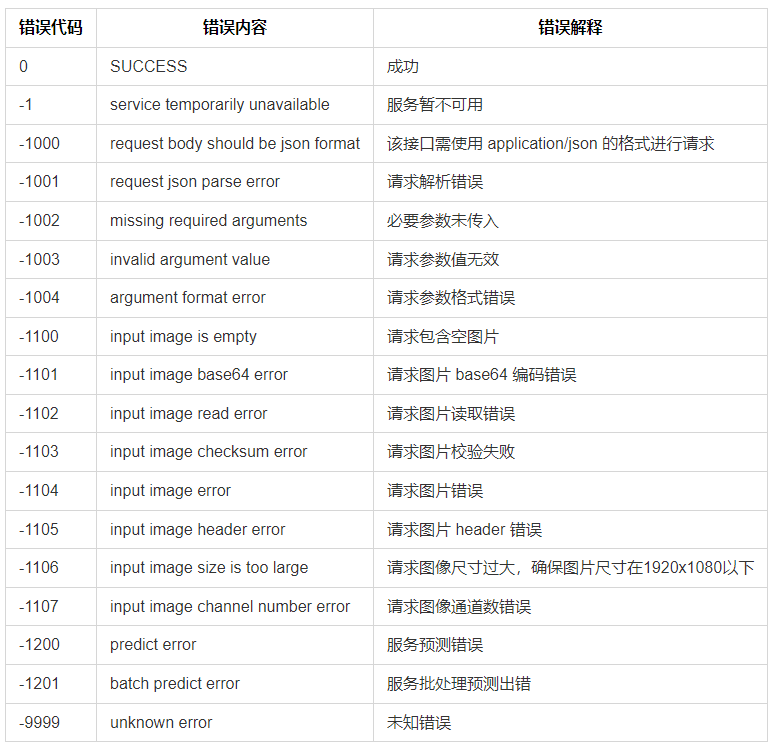 错误代码 错误内容 错误解释
0 SUCCESS 成功
-1 service temporarily unavailable 服务暂不可用
-1000 request body should be json format 该接口需使用 application/json 的格式进行请求
-1001 request json parse error 请求解析错误
-1002 missing required arguments 必要参数未传入
-1003 invalid argument value 请求参数值无效
-1004 argument format error 请求参数格式错误
-1100 input image is empty 请求包含空图片
-1101 input image base64 error 请求图片 base64 编码错误
-1102 input image read error 请求图片读取错误
-1103 input image checksum error 请求图片校验失败
-1104 input image error 请求图片错误
-1105 input image header error 请求图片 header 错误
-1106 input image size is too large 请求图像尺寸过大，确保图片尺寸在1920x1080以下
-1107 input image channel number error 请求图像通道数错误
-1200 predict error 服务预测错误
-1201 batch predict error 服务批处理预测出错
-9999 unknown error 未知错误